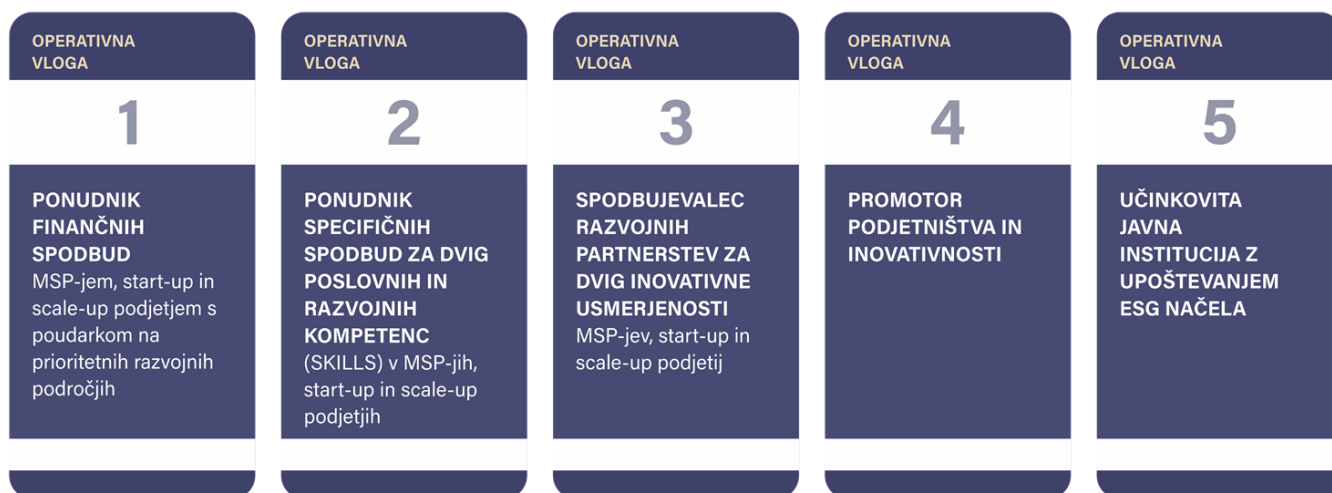 OPERATIVNA
VLOGA
1
PONUDNIK
FINANČNIH
SPODBUD
MSP-jem, start-up in
scale-up podjetjem s
poudarkom na
prioritetnih razvojnih
področjih
OPERATIVNA
VLOGA
2
PONUDNIK
SPECIFIČNIH
SPODBUD ZA DVIG
POSLOVNIH IN
RAZVOJNIH
KOMPETENC
(SKILLS) v MSP-jih,
start-up in scale-up
podjetjih
OPERATIVNA
VLOGA
3
SPODBUJEVALEC
RAZVOJNIH
PARTNERSTEV ZA
DVIG INOVATIVNE
USMERJENOSTI
MSP-jev, start-up in
scale-up podjetij
OPERATIVNA
VLOGA
4
PROMOTOR
PODJETNIŠTVA IN
INOVATIVNOSTI
OPERATIVNA
VLOGA
5
UČINKOVITA
JAVNA
INSTITUCIJA Z
UPOŠTEVANJEM
ESG NAČELA